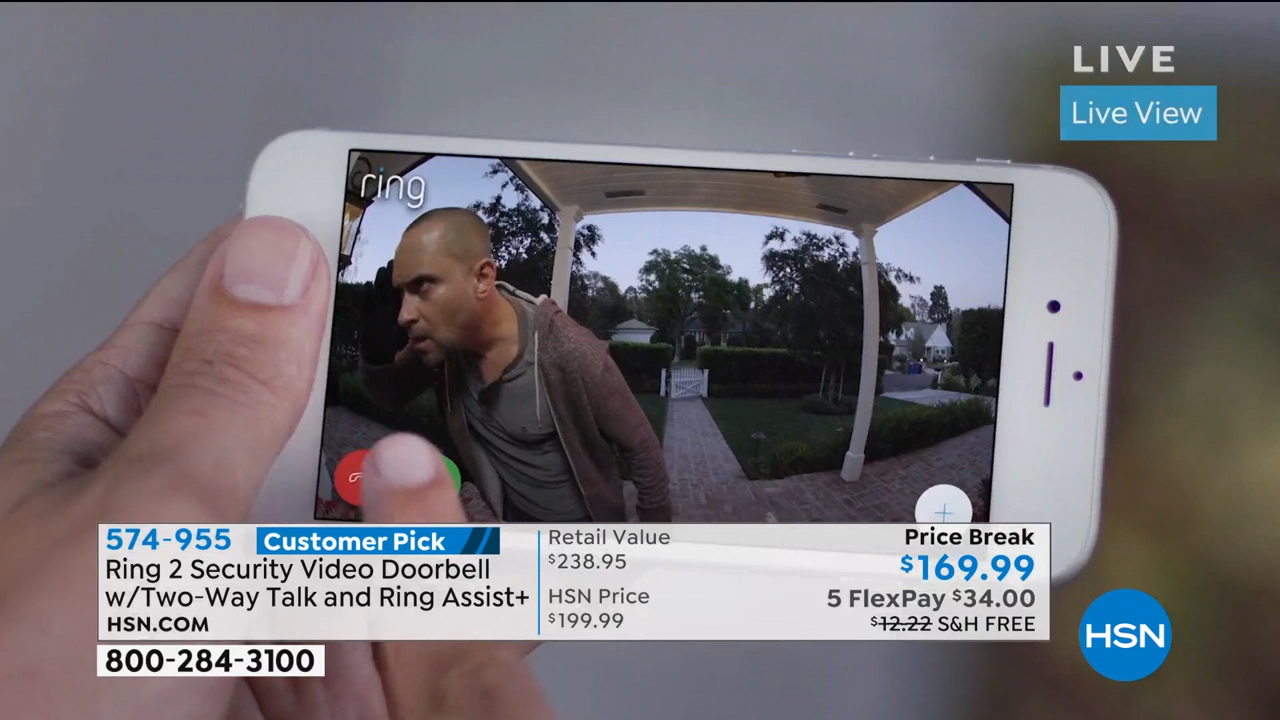 LIVE
Live View
ring
574-955 Customer Pick
Ring 2 Security Video Doorbell
w/Two-Way Talk and Ring Assist+
HSN.COM
800-284-3100
Retail Value
$238.95
HSN Price
$199.99
Price Break
$169.99
5 FlexPay $34.00
$12.22 S&H FREE
HSN